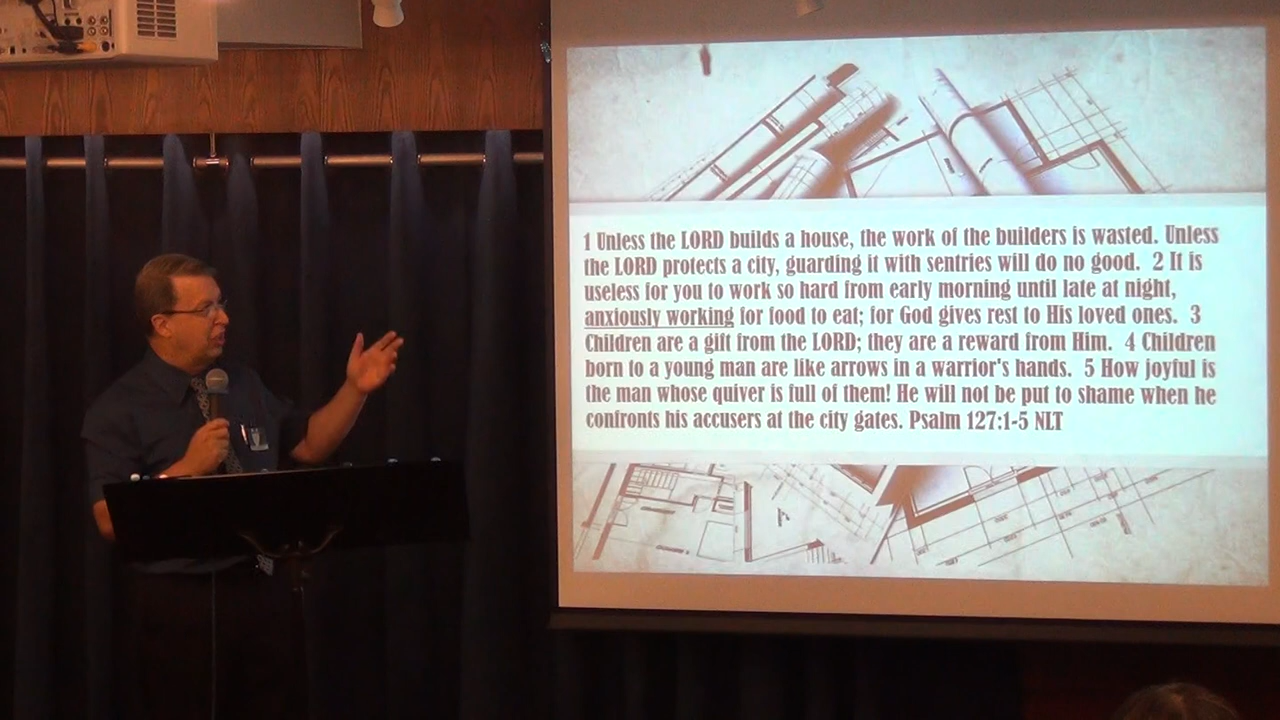 1 Unless the LORD builds a house, the work of the builders is wasted. Unless
the LORD protects a city, guarding it with sentries will do no good. 2 It is
useless for you to work so hard from early morning until late at night,
anxiously working for food to eat; for God gives rest to His loved ones. 3
Children are a gift from the LORD; they are a reward from Him. 4 Children
born to a young man are like arrows in a warrior's hands. 5 How joyful is
the man whose quiver is full of them! He will not be put to shame when he
confronts his accusers at the city gates. Psalm 127:1-5 NLT